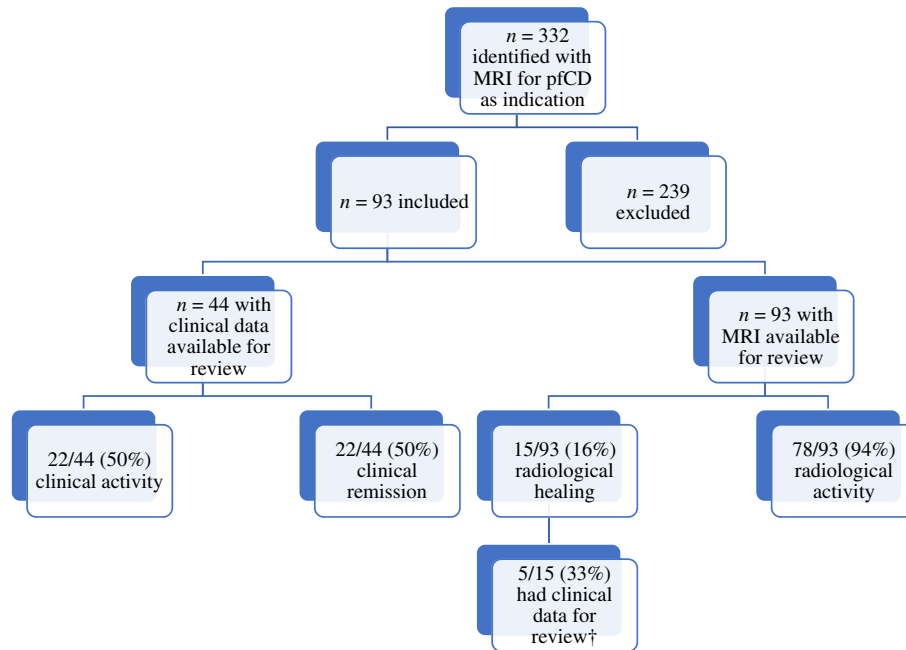 n = 332
identified with
MRI for pfCD
as indication
n = 93 included
n = 239
excluded
n = 44 with
clinical data
available for
review
n = 93 with
MRI available
for review
22/44 (50%)
clinical activity
22/44 (50%)
clinical
remission
15/93 (16%)
radiological
healing
78/93 (94%)
radiological
activity
5/15 (33%)
had clinical
data for
review†